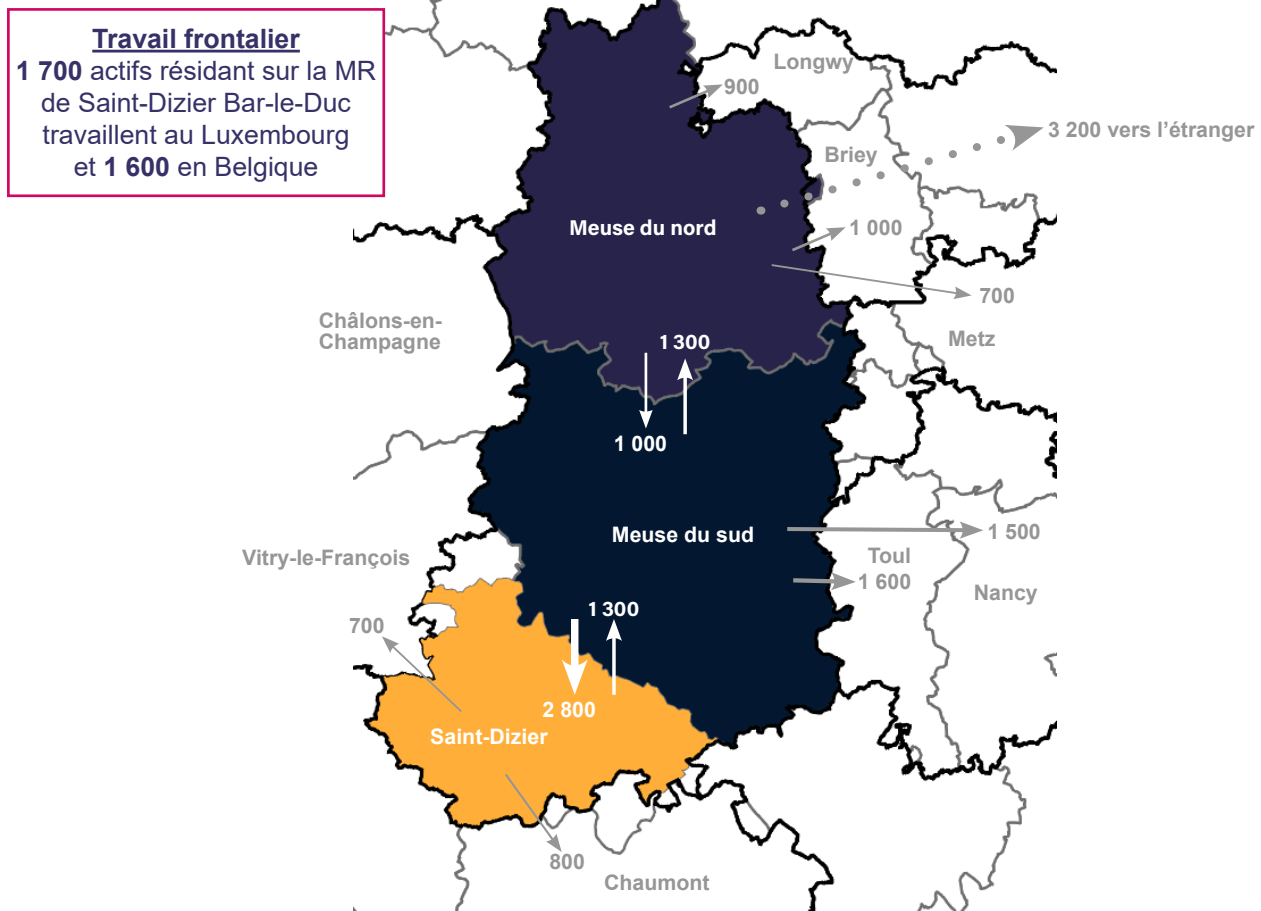 Travail frontalier
1 700 actifs résidant sur la MR
de Saint-Dizier Bar-le-Duc
travaillent au Luxembourg
et 1 600 en Belgique
Longwy
900
3 200 vers l'étranger
Briey
Meuse du nord
1 000
700
Châlons-en-
Champagne
Metz
1 300
1 000
Meuse du sud
1 500
Vitry-le-François
Toul
1 600
Nancy
1 300
700
2 800
Saint-Dizier
800
Chaumont